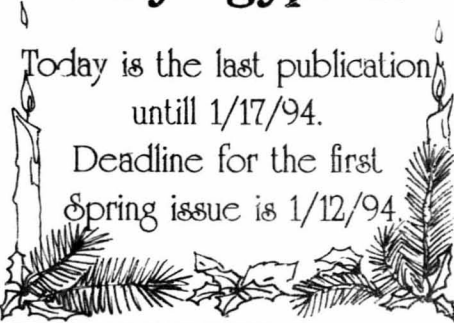 Today is the last publication
untill 1/17/94.
Deadline for the first
Spring issue is 1/12/94.